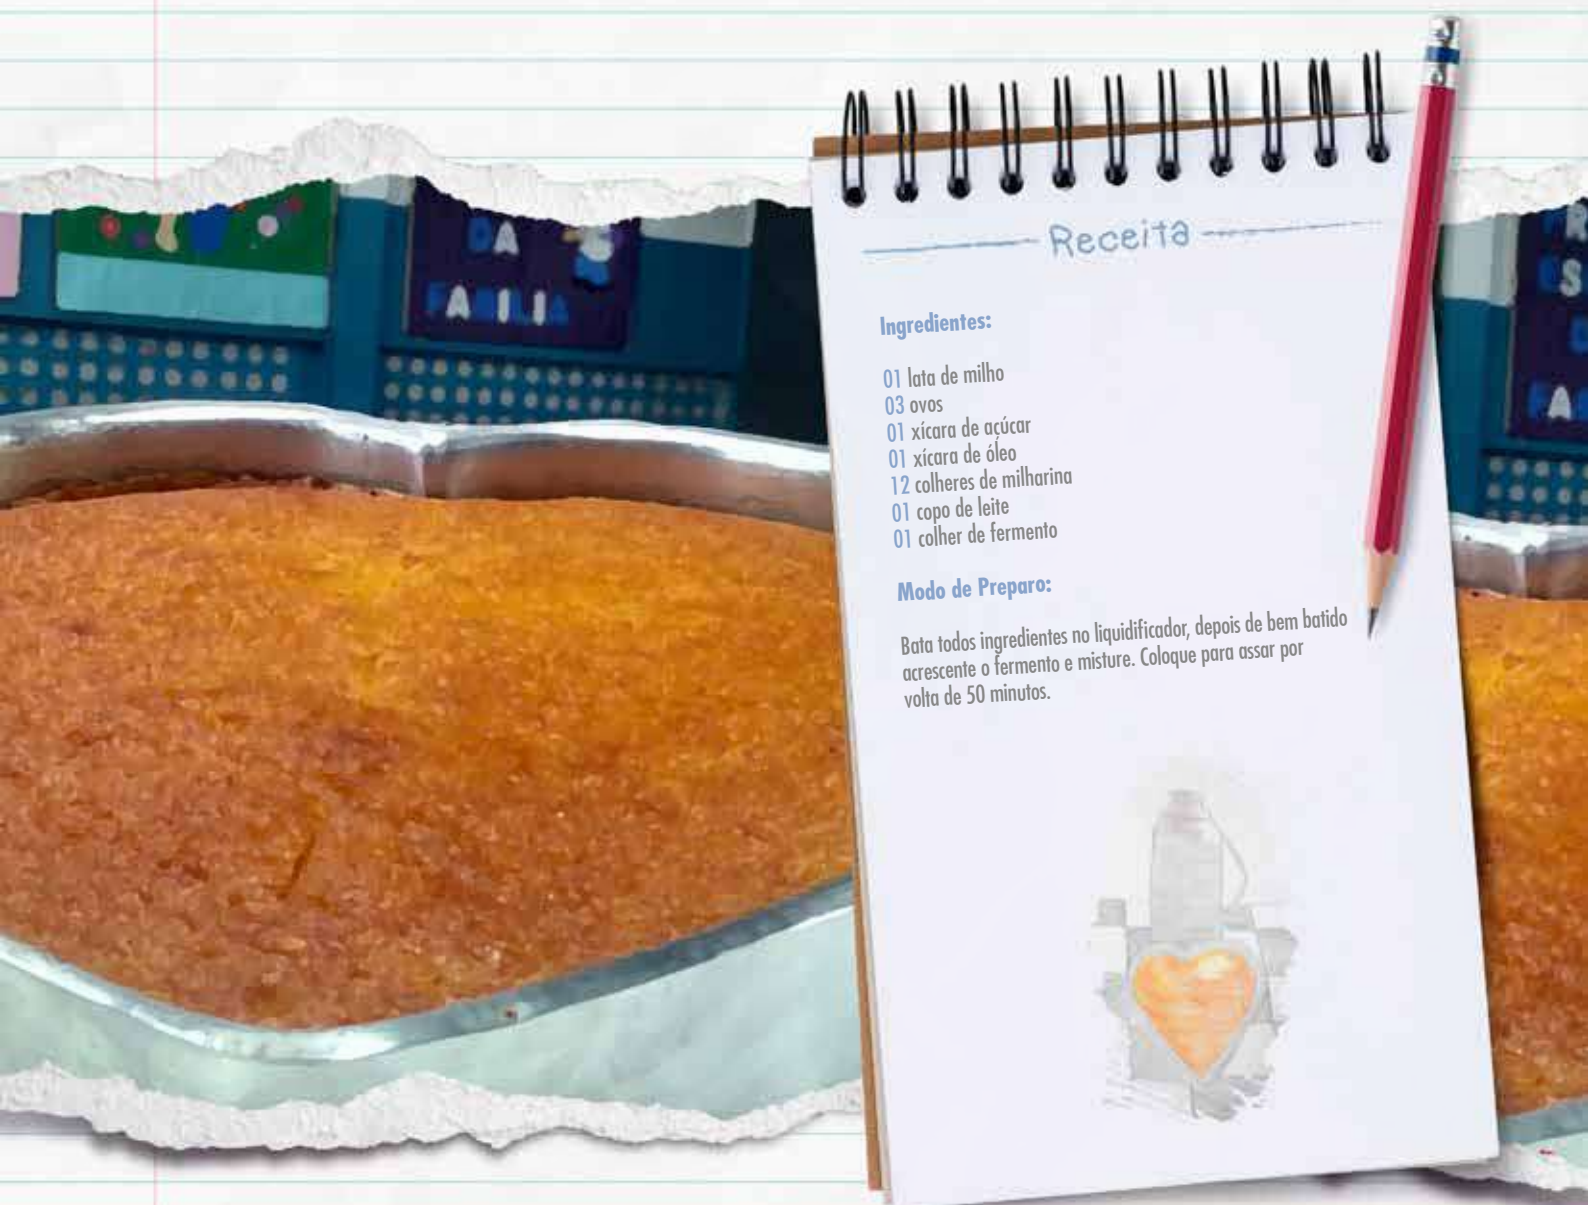 DA
FAMILIA
Receita
Ingredientes:
01 lata de milho
03 ovos
01 xícara de açúcar
01 xícara de óleo
12 colheres de milharina
01 copo de leite
01 colher de fermento
Modo de Preparo:
Bata todos ingredientes no liquidificador, depois de bem batido
acrescente o fermento e misture. Coloque para assar por
volta de 50 minutos.